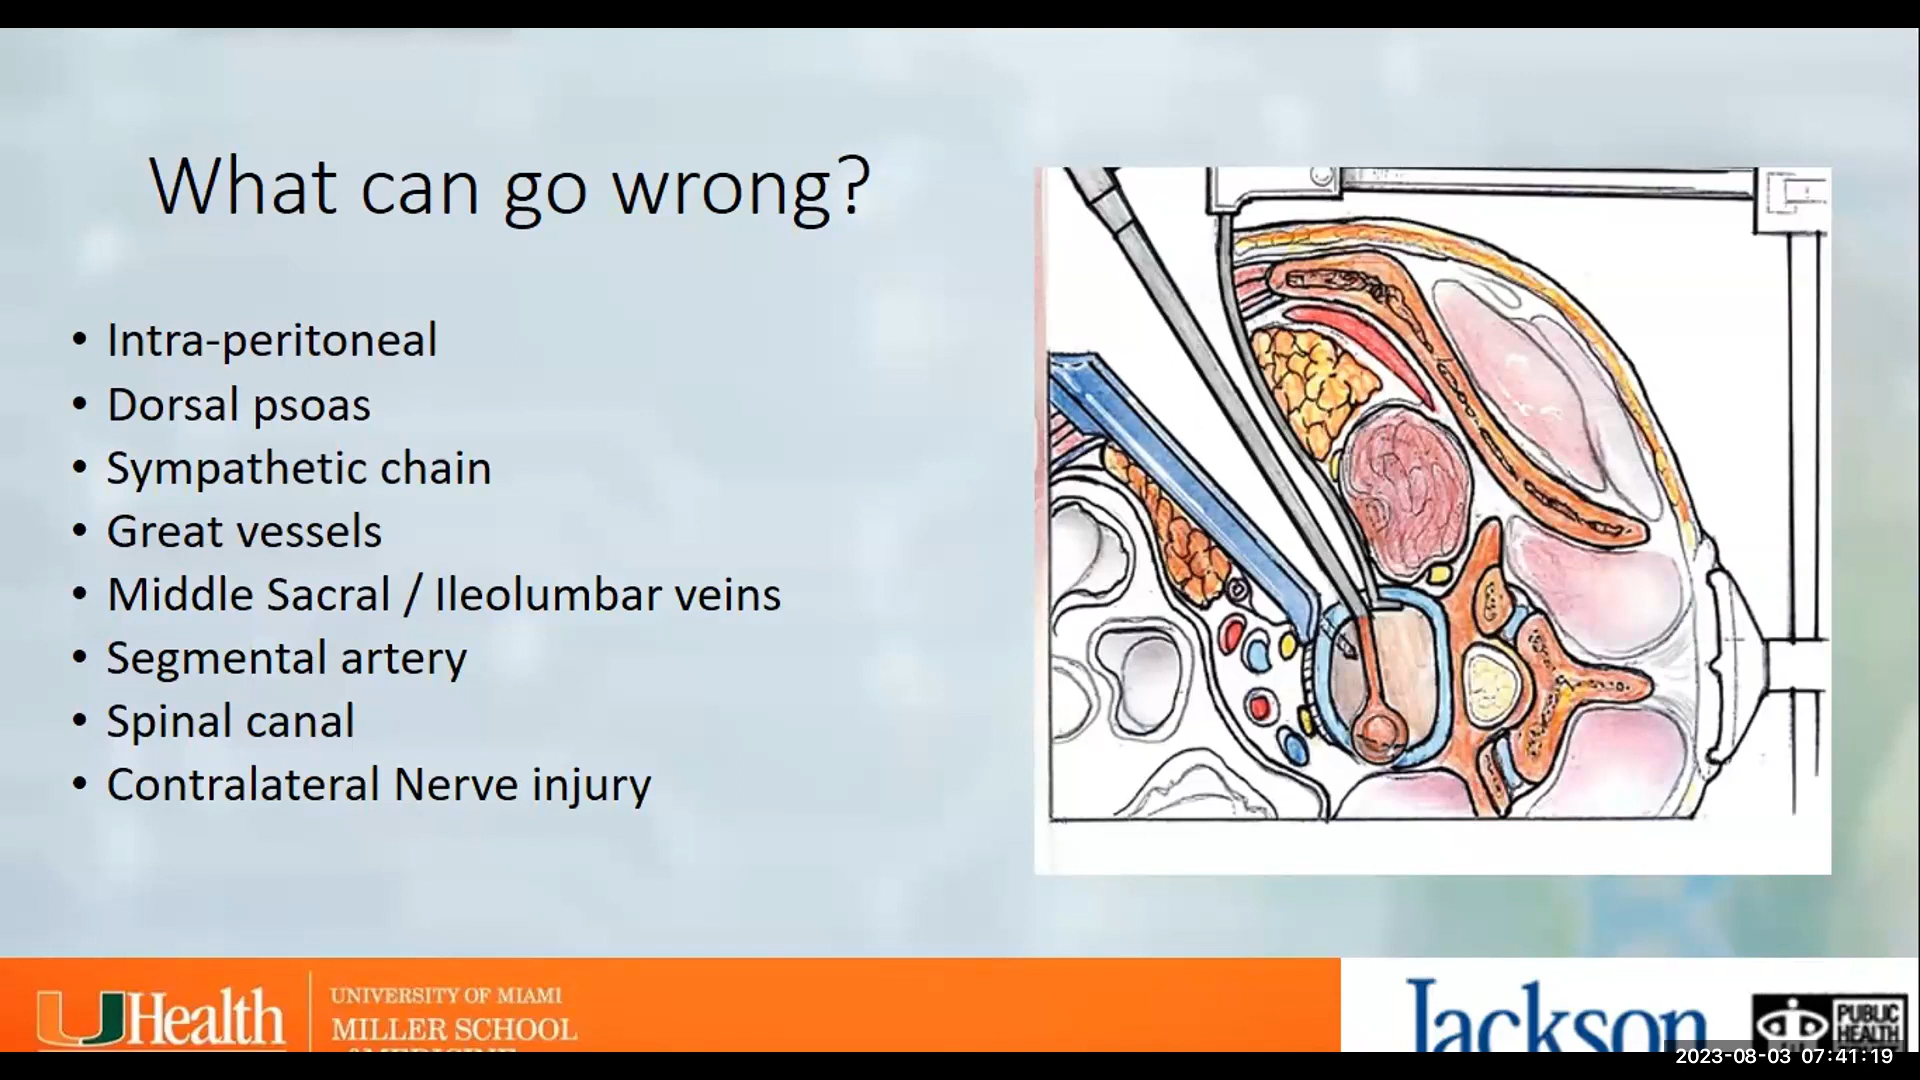 What can go wrong?
• Intra-peritoneal
• Dorsal psoas
• Sympathetic chain
• Great vessels
• Middle Sacral / Ileolumbar veins
• Segmental artery
• Spinal canal
• Contralateral Nerve injury
UHealth
UNIVERSITY OF MIAMI
MILLER SCHOOL
of MEDICINE
Jackson
PUBLIC
HEALTH
2023-08-03 07:41:19